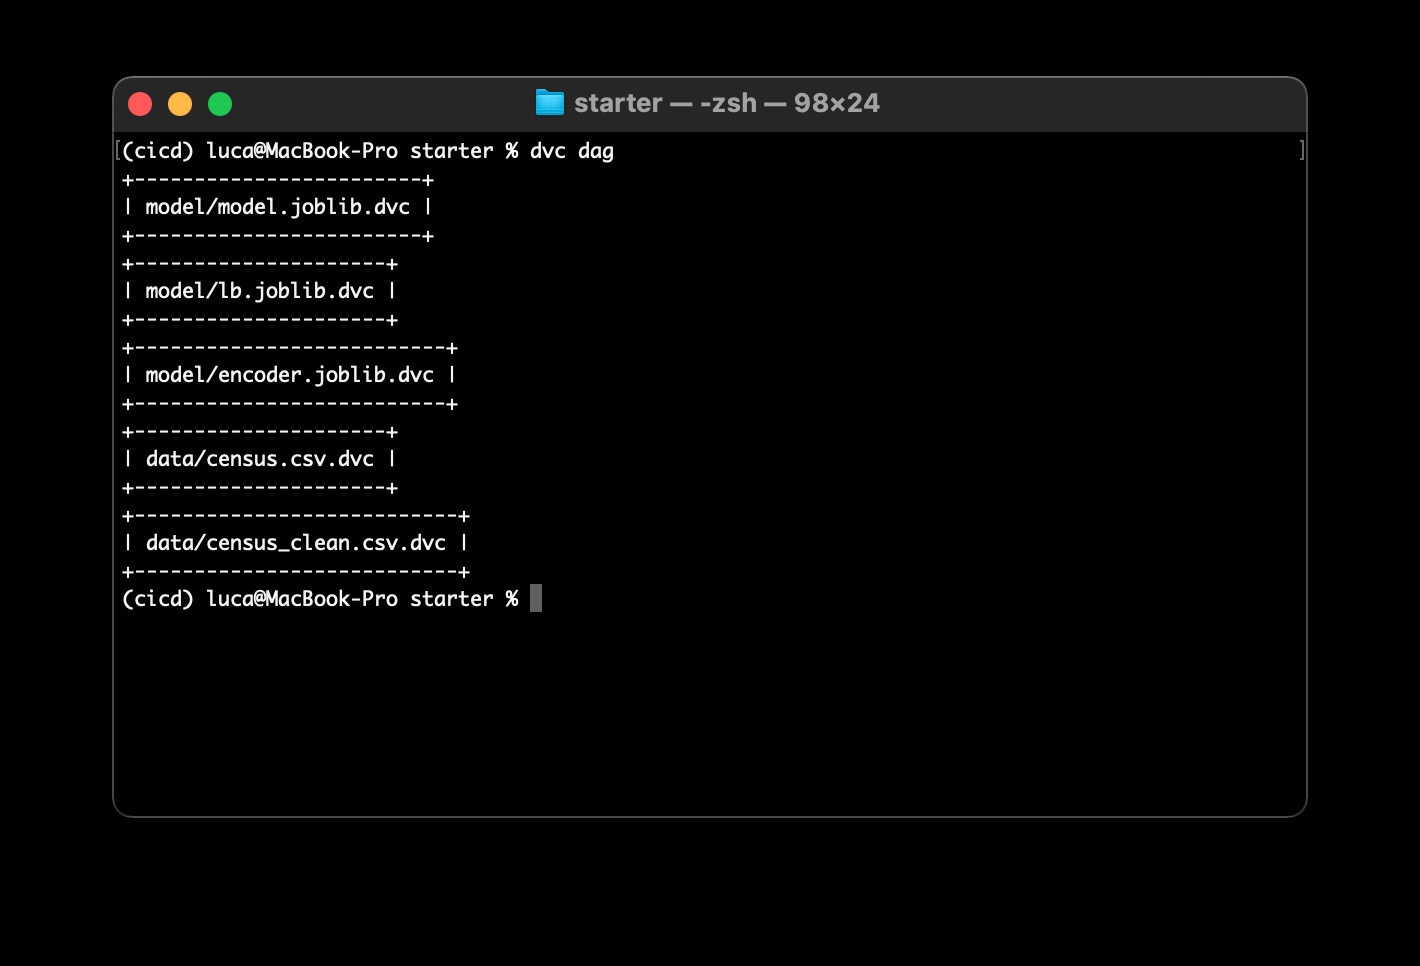 starter — -zsh — 98×24
(cicd) luca@MacBook-Pro starter % dvc dag
+------------------------+
| model/model.joblib.dvc |
+------------------------+
+---------------------+
| model/lb.joblib.dvc |
+---------------------+
+--------------------------+
| model/encoder.joblib.dvc |
+--------------------------+
+---------------------+
| data/census.csv.dvc |
+---------------------+
+---------------------------+
| data/census_clean.csv.dvc |
+---------------------------+
(cicd) luca@MacBook-Pro starter %